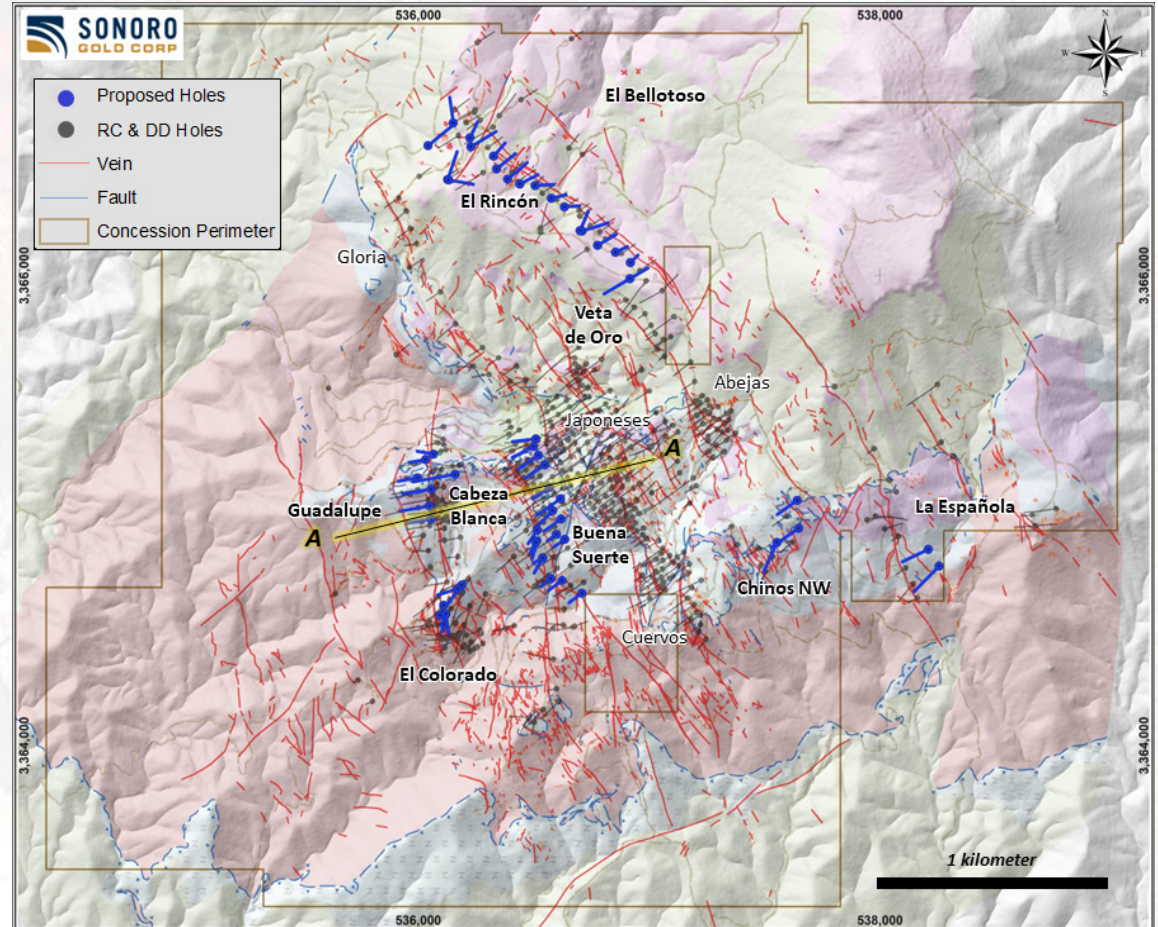 536,000
538,000
SONORO
GOLD CORP
N
W
E
S
Proposed Holes
RC & DD Holes
Vein
Fault
Concession Perimeter
El Bellotoso
El Rincón
Gloria
3,366,000
3,366,000
Veta
de Oro
Abejas
Japoneses
A
Cabeza
Blanca
Guadalupe
A
La Española
Buena
Suerte
Chinos NW
Cuervos
El Colorado
3,364,000
3,364,000
1 kilometer
536,000
538,000